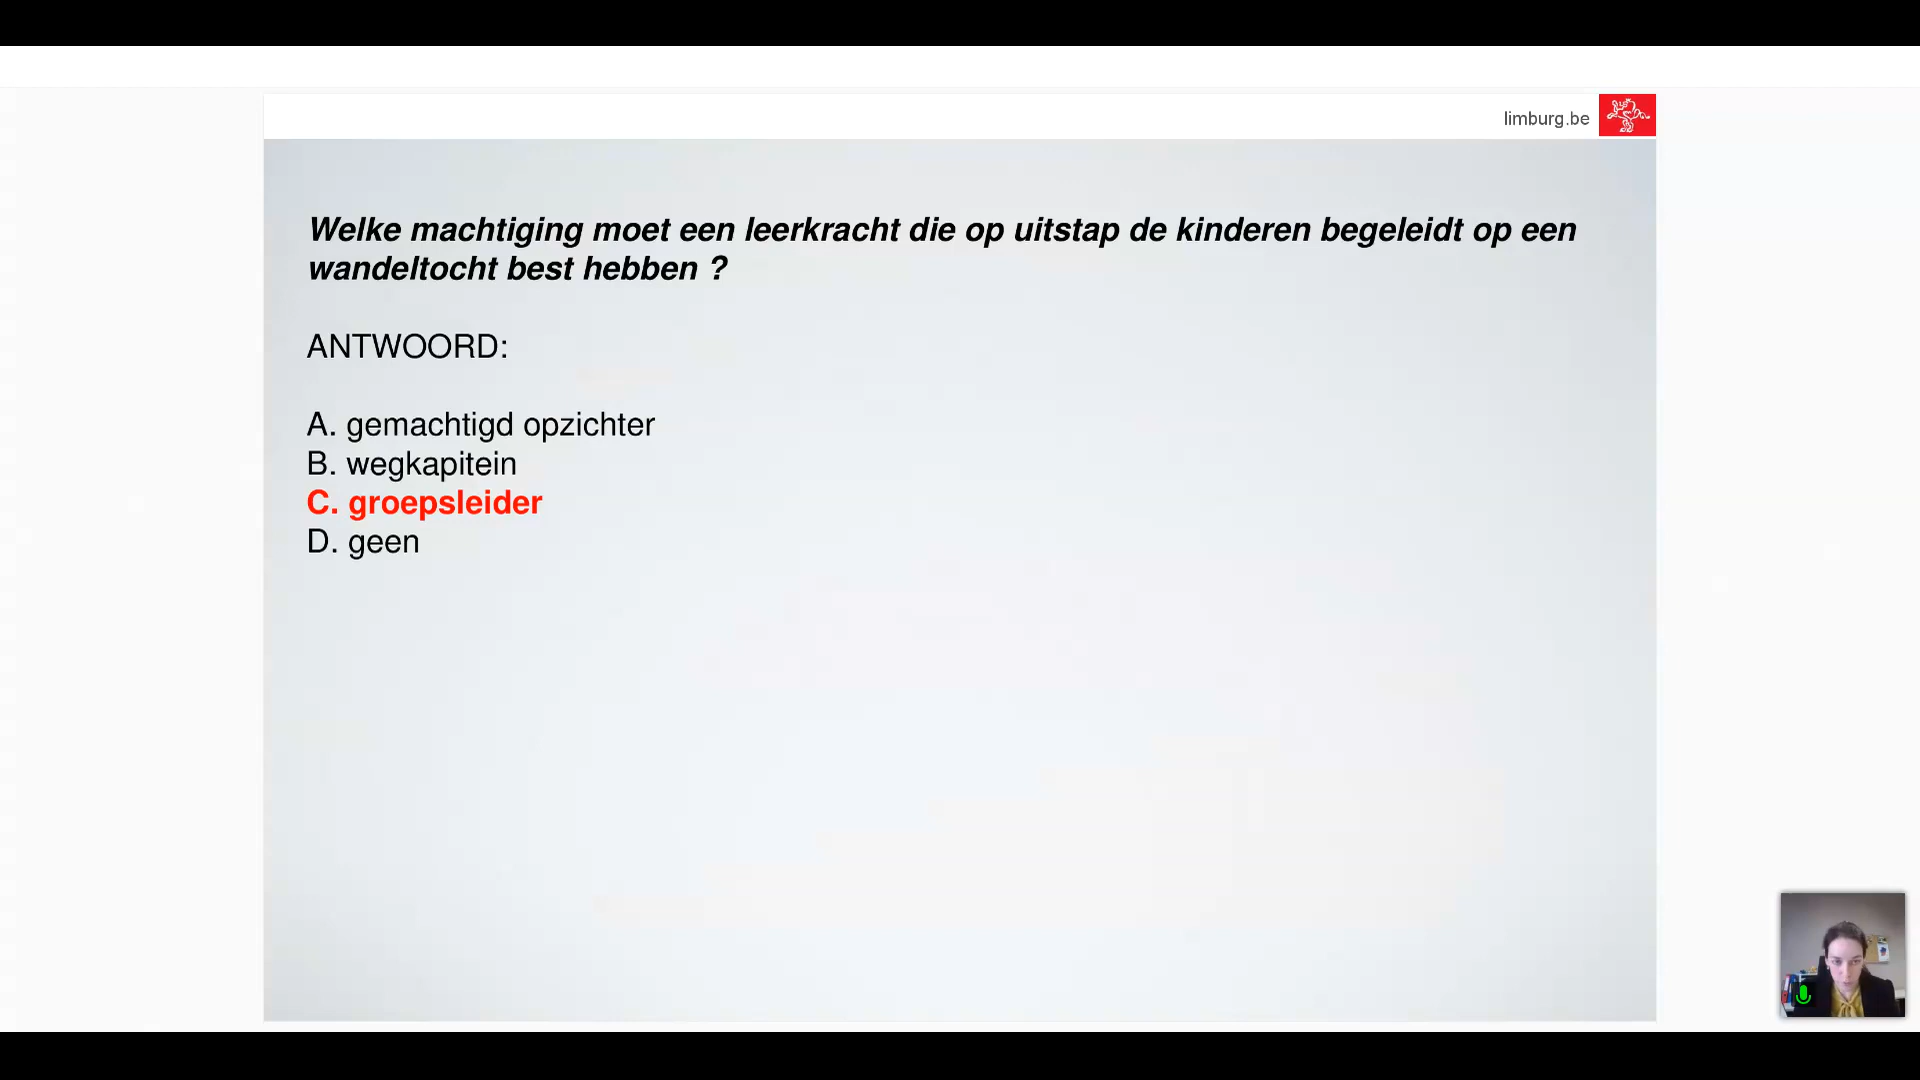 limburg.be
Welke machtiging moet een leerkracht die op uitstap de kinderen begeleidt op een
wandeltocht best hebben ?
ANTWOORD:
A. gemachtigd opzichter
B. wegkapitein
C. groepsleider
D. geen